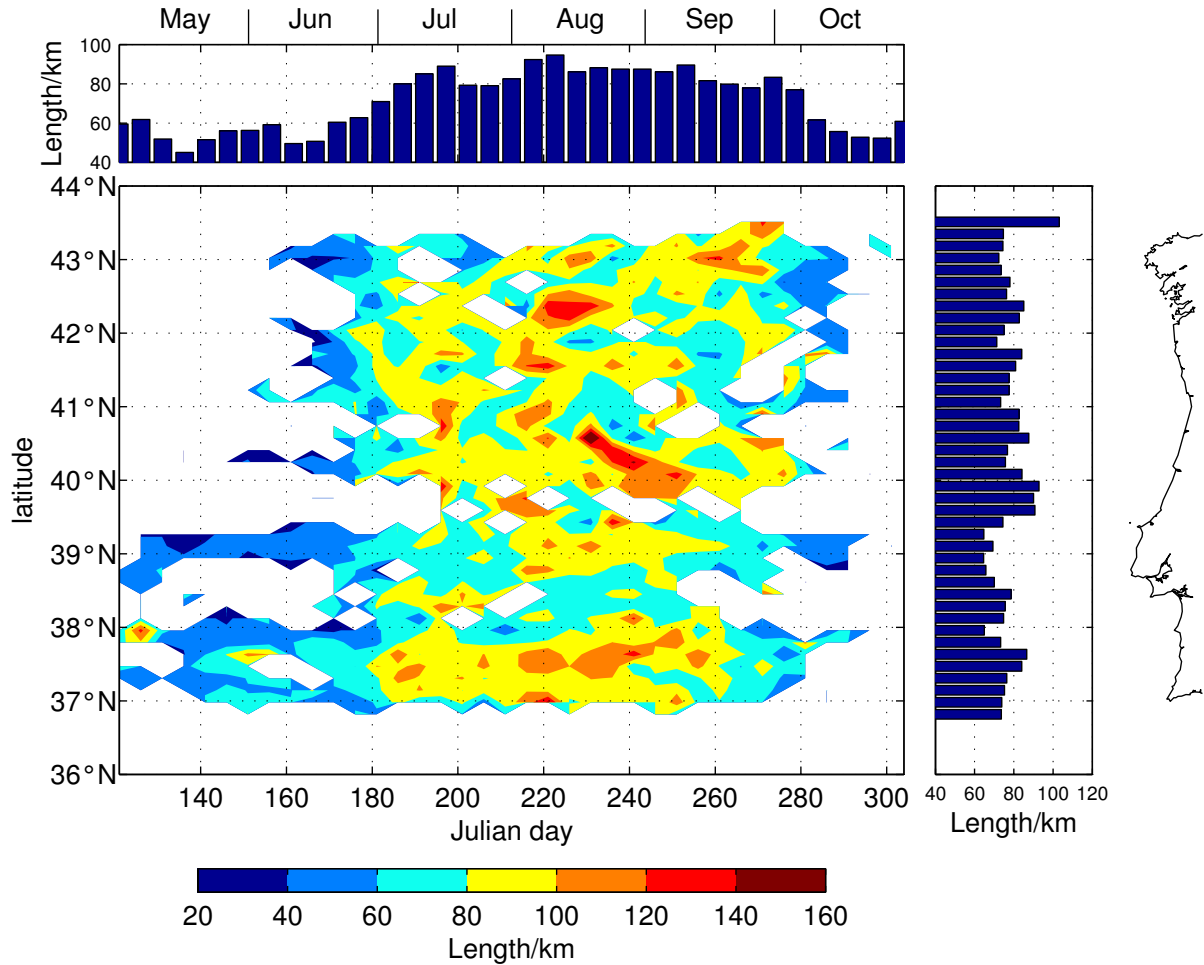 May Jun Jul Aug Sep Oct
100
80
60
40
Length/km
44°N
43°N
42°N
41°N
40°N
39°N
38°N
37°N
36°N
latitude
140 160 180 200 220 240 260 280 300
Julian day
40 60 80 100 120
Length/km
20 40 60 80 100 120 140 160
Length/km